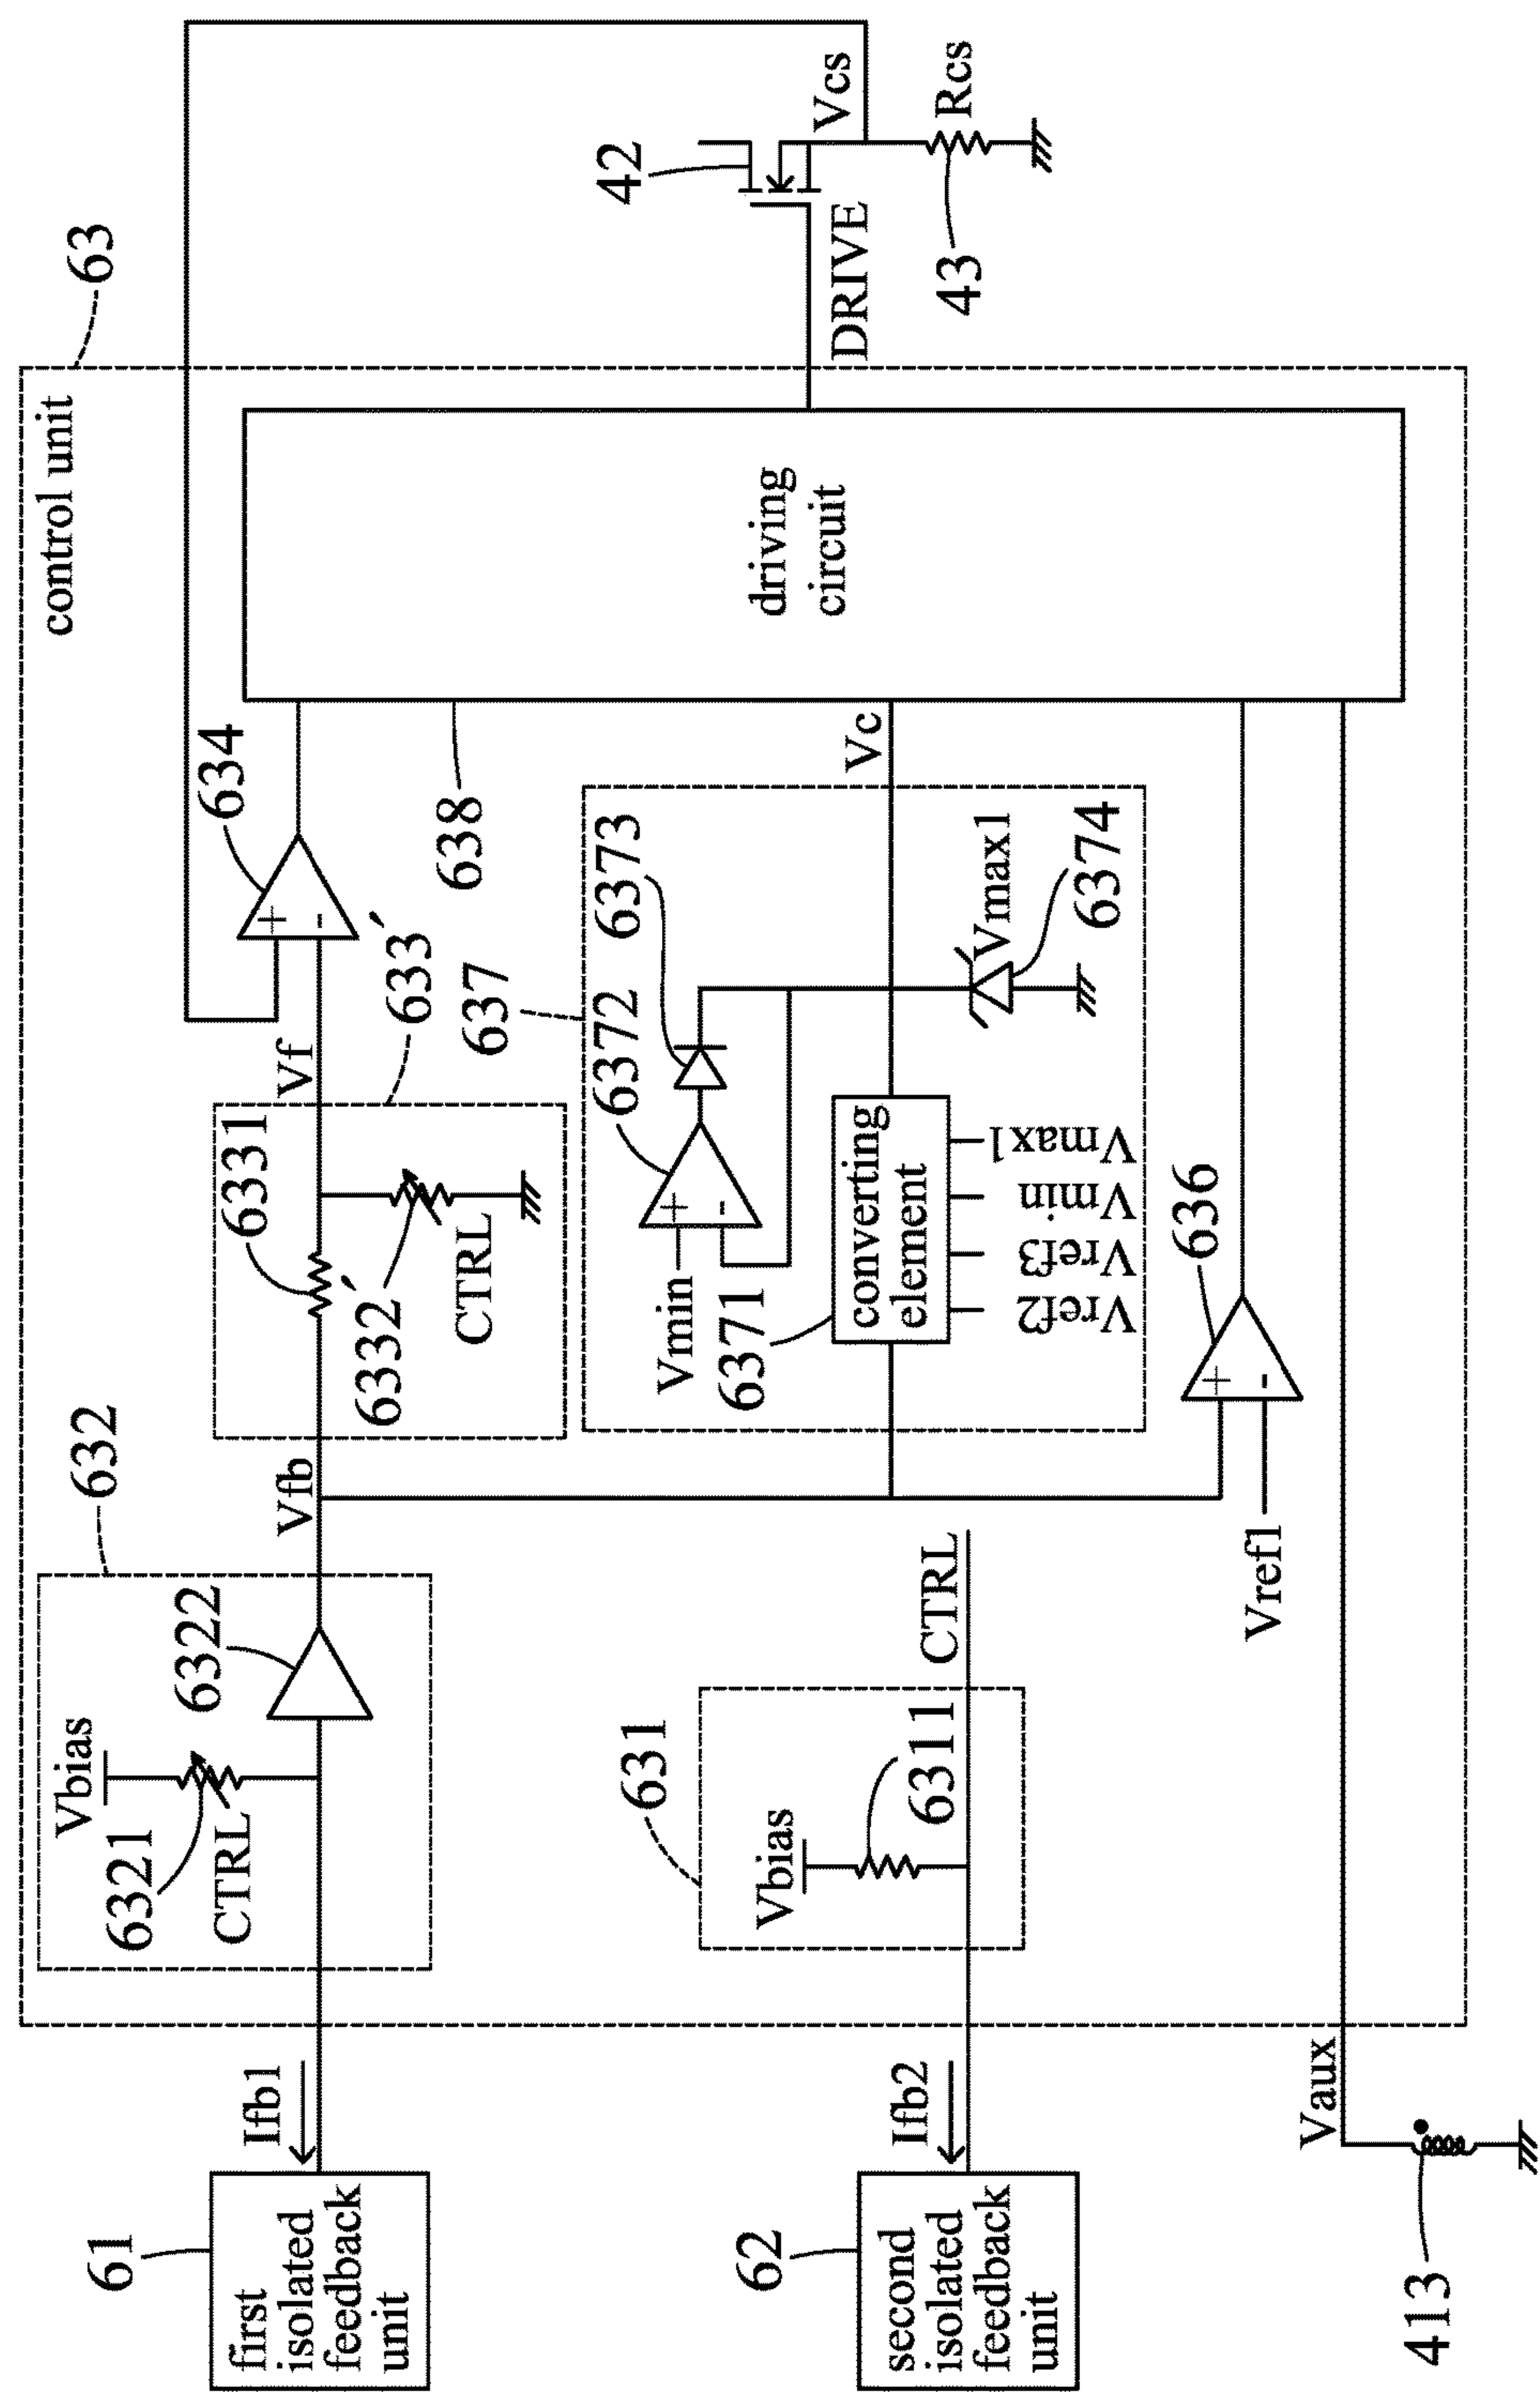 control unit
63
632
Vbias
6321
CTRL
6322
61
first
isolated
feedback
unit
Ifb1
Vfb
6331
6332′
CTRL
633′
Vf
+
-
634
638
driving
circuit
DRIVE
42
Vcs
Rcs
43
637
6372
6373
+
-
Vmin
6371
converting
element
Vref2
Vref3
Vmin
Vmax1
Vmax1
6374
Vc
62
second
isolated
feedback
unit
Ifb2
631
Vbias
6311
CTRL
636
+
-
Vref1
Vaux
413